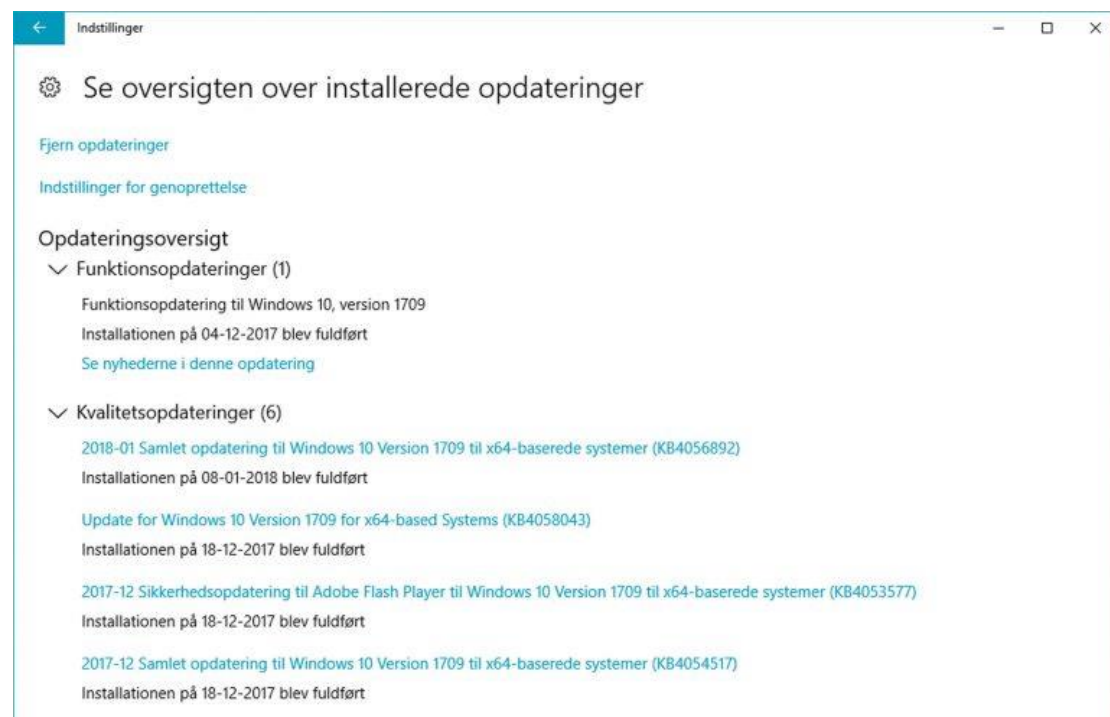 Indstillinger
Se oversigten over installerede opdateringer
Fjern opdateringer
Indstillinger for genoprettelse
Opdateringsoversigt
Funktionsopdateringer (1)
Funktionsopdatering til Windows 10, version 1709
Installationen på 04-12-2017 blev fuldført
Se nyhederne i denne opdatering
Kvalitetsopdateringer (6)
2018-01 Samlet opdatering til Windows 10 Version 1709 til x64-baserede systemer (KB4056892)
Installationen på 08-01-2018 blev fuldført
Update for Windows 10 Version 1709 for x64-based Systems (KB4058043)
Installationen på 18-12-2017 blev fuldført
2017-12 Sikkerhedsopdatering til Adobe Flash Player til Windows 10 Version 1709 til x64-baserede systemer (KB4053577)
Installationen på 18-12-2017 blev fuldført
2017-12 Samlet opdatering til Windows 10 Version 1709 til x64-baserede systemer (KB4054517)
Installationen på 18-12-2017 blev fuldført